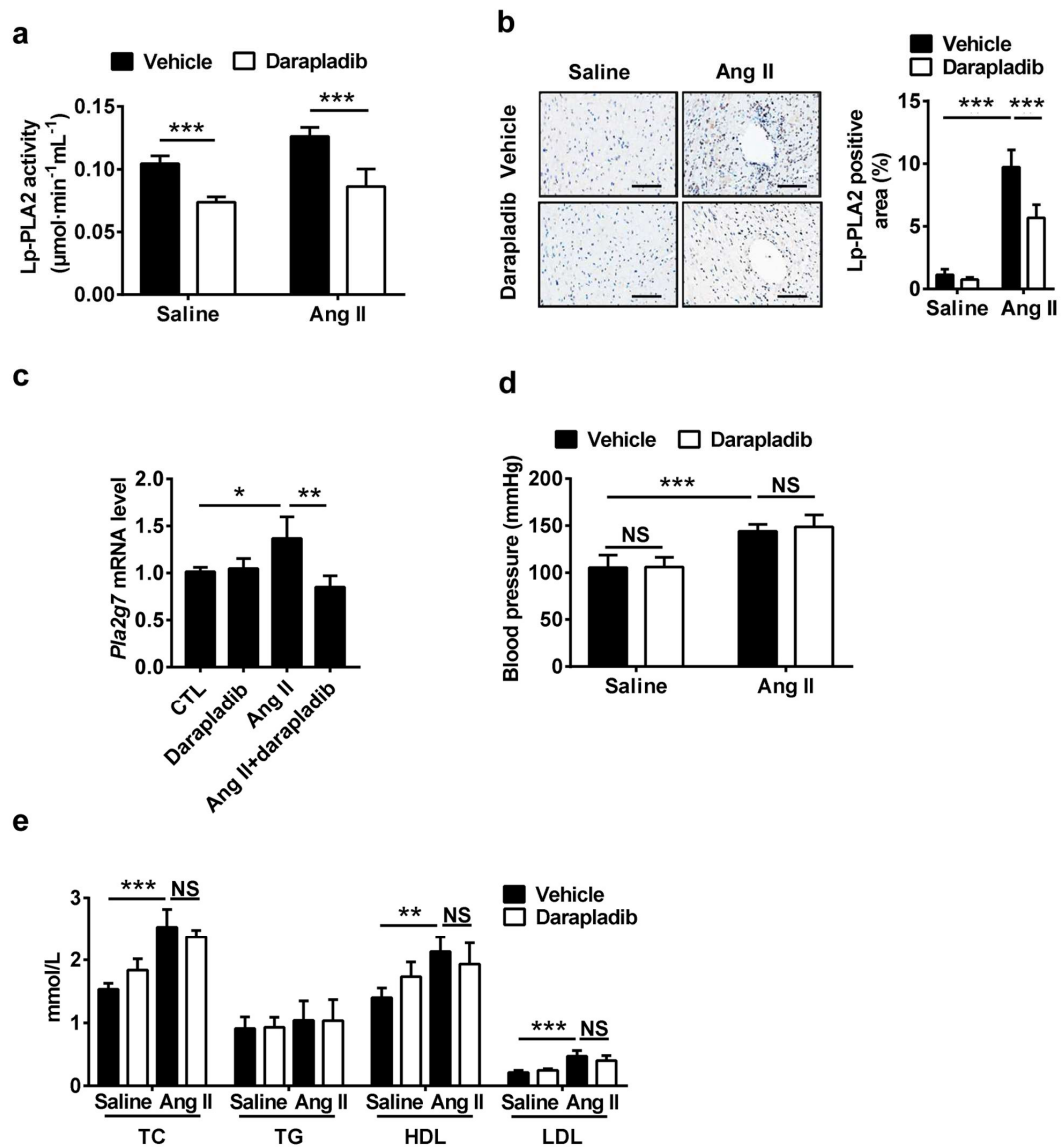 a
Vehicle Darapladib
Lp-PLA2 activity
(μmol·min⁻¹mL⁻¹)
0.15
0.10
0.05
0.00
*** ***
Saline Ang II
b
Saline Ang II
Vehicle
Darapladib
Vehicle
Darapladib
Lp-PLA2 positive
area (%)
15
10
5
0
*** ***
Saline Ang II
c
Pla2g7 mRNA level
2.0
1.5
1.0
0.5
0.0
* **
CTL
Darapladib
Ang II
Ang II+darapladib
d
Vehicle Darapladib
Blood pressure (mmHg)
200
150
100
50
0
NS *** NS
Saline Ang II
e
Vehicle
Darapladib
mmol/L
3
2
1
0
*** NS ** NS *** NS
Saline Ang II Saline Ang II Saline Ang II Saline Ang II
TC TG HDL LDL